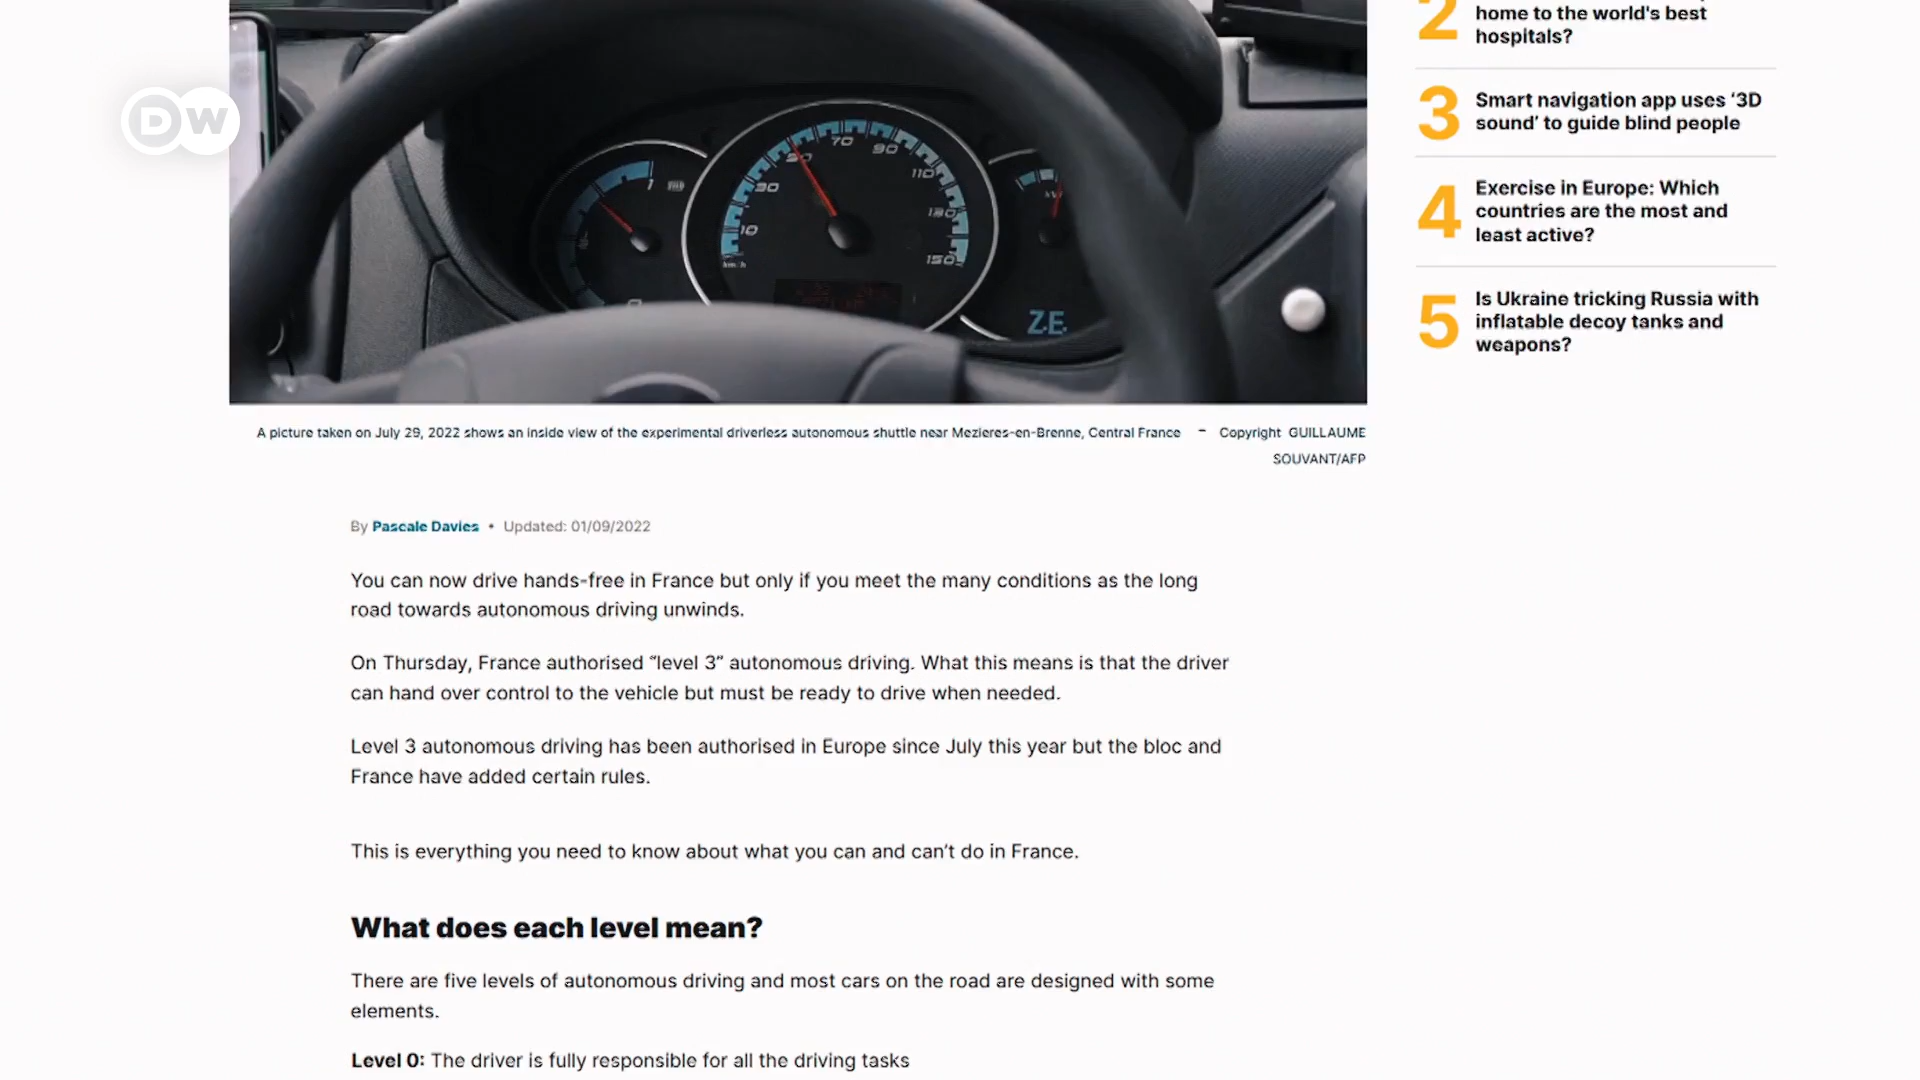 DW
1
10
30
50
70
90
110
130
150
km/h
0
kW
Z.E.
2
home to the world's best
hospitals?
3
Smart navigation app uses ‘3D
sound’ to guide blind people
4
Exercise in Europe: Which
countries are the most and
least active?
5
Is Ukraine tricking Russia with
inflatable decoy tanks and
weapons?
A picture taken on July 29, 2022 shows an inside view of the experimental driverless autonomous shuttle near Mezieres-en-Brenne, Central France – Copyright GUILLAUME
SOUVANT/AFP
By Pascale Davies • Updated: 01/09/2022
You can now drive hands-free in France but only if you meet the many conditions as the long
road towards autonomous driving unwinds.
On Thursday, France authorised “level 3” autonomous driving. What this means is that the driver
can hand over control to the vehicle but must be ready to drive when needed.
Level 3 autonomous driving has been authorised in Europe since July this year but the bloc and
France have added certain rules.
This is everything you need to know about what you can and can’t do in France.
What does each level mean?
There are five levels of autonomous driving and most cars on the road are designed with some
elements.
Level 0: The driver is fully responsible for all the driving tasks